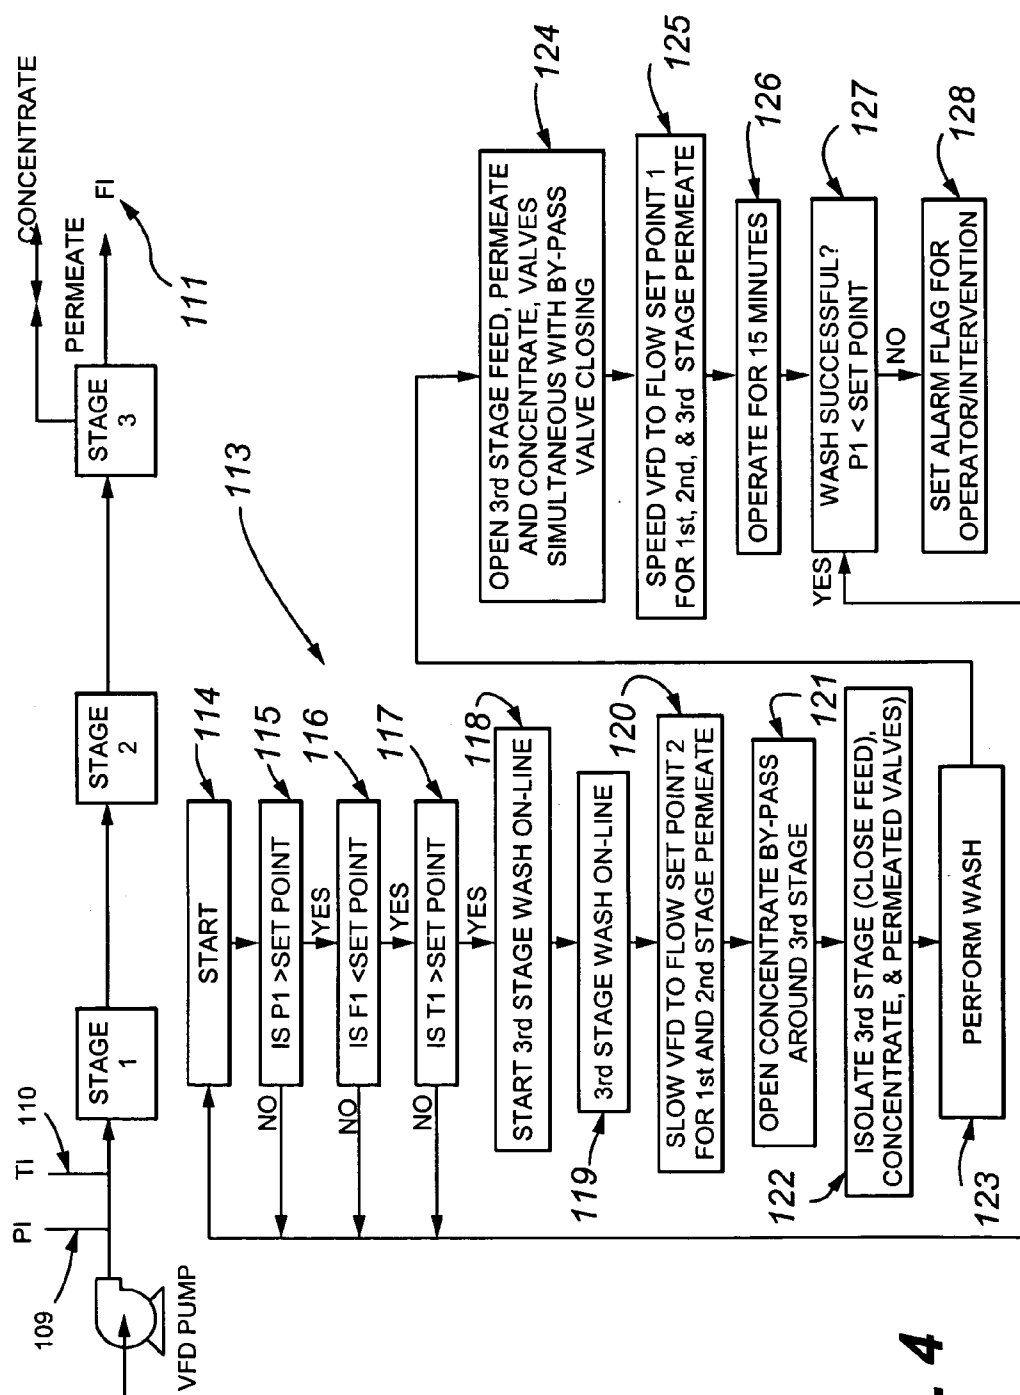 109
PI
TI
110
VFD PUMP
STAGE
1
STAGE
2
STAGE
3
PERMEATE
CONCENTRATE
FI
111
113
START
114
IS P1 >SET POINT
115
NO
YES
IS F1 <SET POINT
116
NO
YES
IS T1 >SET POINT
117
NO
YES
START 3rd STAGE WASH ON-LINE
118
3rd STAGE WASH ON-LINE
119
SLOW VFD TO FLOW SET POINT 2
FOR 1st AND 2nd STAGE PERMEATE
120
OPEN CONCENTRATE BY-PASS
AROUND 3rd STAGE
121
ISOLATE 3rd STAGE (CLOSE FEED),
CONCENTRATE, & PERMEATED VALVES)
122
PERFORM WASH
123
OPEN 3rd STAGE FEED, PERMEATE
AND CONCENTRATE, VALVES
SIMULTANEOUS WITH BY-PASS
VALVE CLOSING
124
SPEED VFD TO FLOW SET POINT 1
FOR 1st, 2nd, & 3rd STAGE PERMEATE
125
OPERATE FOR 15 MINUTES
126
WASH SUCCESSFUL?
P1 < SET POINT
127
YES
NO
SET ALARM FLAG FOR
OPERATOR/INTERVENTION
128
4